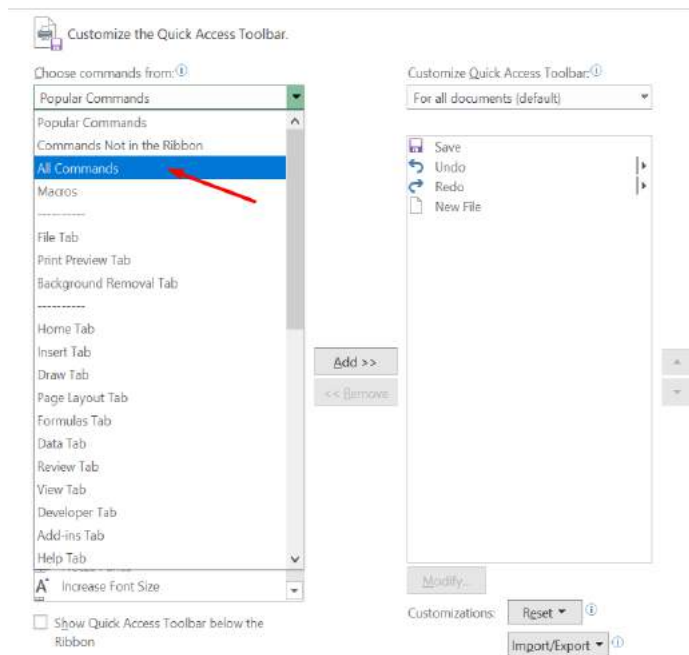 Customize the Quick Access Toolbar.
Choose commands from:
Popular Commands
Popular Commands
Commands Not in the Ribbon
All Commands
Macros
----------
File Tab
Print Preview Tab
Background Removal Tab
----------
Home Tab
Insert Tab
Draw Tab
Page Layout Tab
Formulas Tab
Data Tab
Review Tab
View Tab
Developer Tab
Add-ins Tab
Help Tab
Increase Font Size
Show Quick Access Toolbar below the
Ribbon
Add >>
<< Remove
Customize Quick Access Toolbar:
For all documents (default)
Save
Undo
Redo
New File
Modify...
Customizations:
Reset
Import/Export